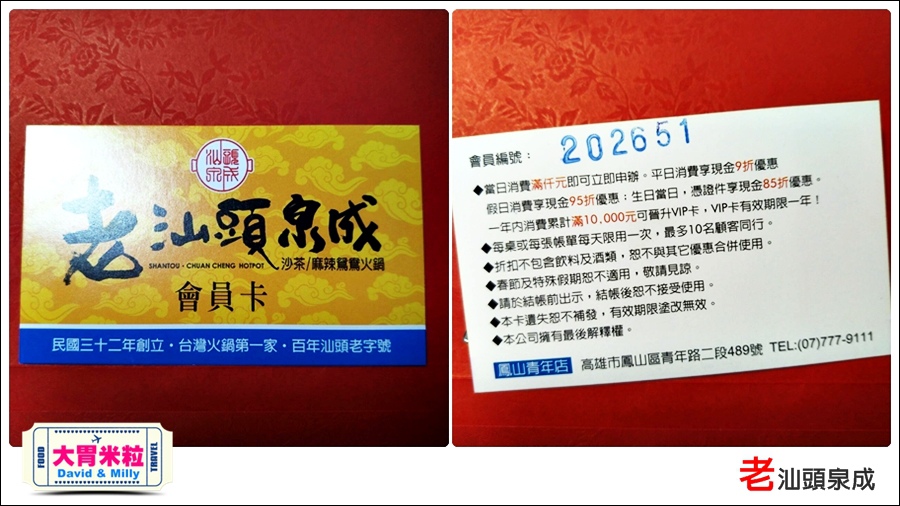 汕頭泉成
老汕頭泉成
SHANTOU · CHUAN CHENG HOTPOT
沙茶/麻辣鴛鴦火鍋
會員卡
民國三十二年創立·台灣火鍋第一家·百年汕頭老字號
會員編號：202651
◆當日消費滿仟元即可立即申辦。平日消費享現金9折優惠
假日消費享現金95折優惠；生日當日，憑證件享現金85折優惠。
一年內消費累計滿10,000元可晉升VIP卡，VIP卡有效期限一年！
◆每桌或每張帳單每天限用一次，最多10名顧客同行。
◆折扣不包含飲料及酒類，恕不與其它優惠合併使用。
◆春節及特殊假期恕不適用，敬請見諒。
◆請於結帳前出示，結帳後恕不接受使用。
◆本卡遺失恕不補發，有效期限塗改無效。
◆本公司擁有最後解釋權。
鳳山青年店 高雄市鳳山區青年路二段489號 TEL:(07)777-9111
FOOD
大胃米粒
David & Milly
TRAVEL
老汕頭泉成